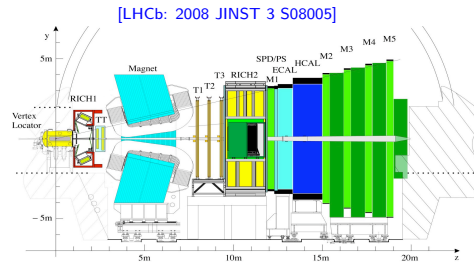 [LHCb: 2008 JINST 3 S08005]
y
5m
Vertex
Locator
RICH1
TT
Magnet
T1
T2
T3
RICH2
SPD/PS
ECAL
HCAL
M1
M2
M3
M4
M5
− 5m
5m
10m
15m
20m
z